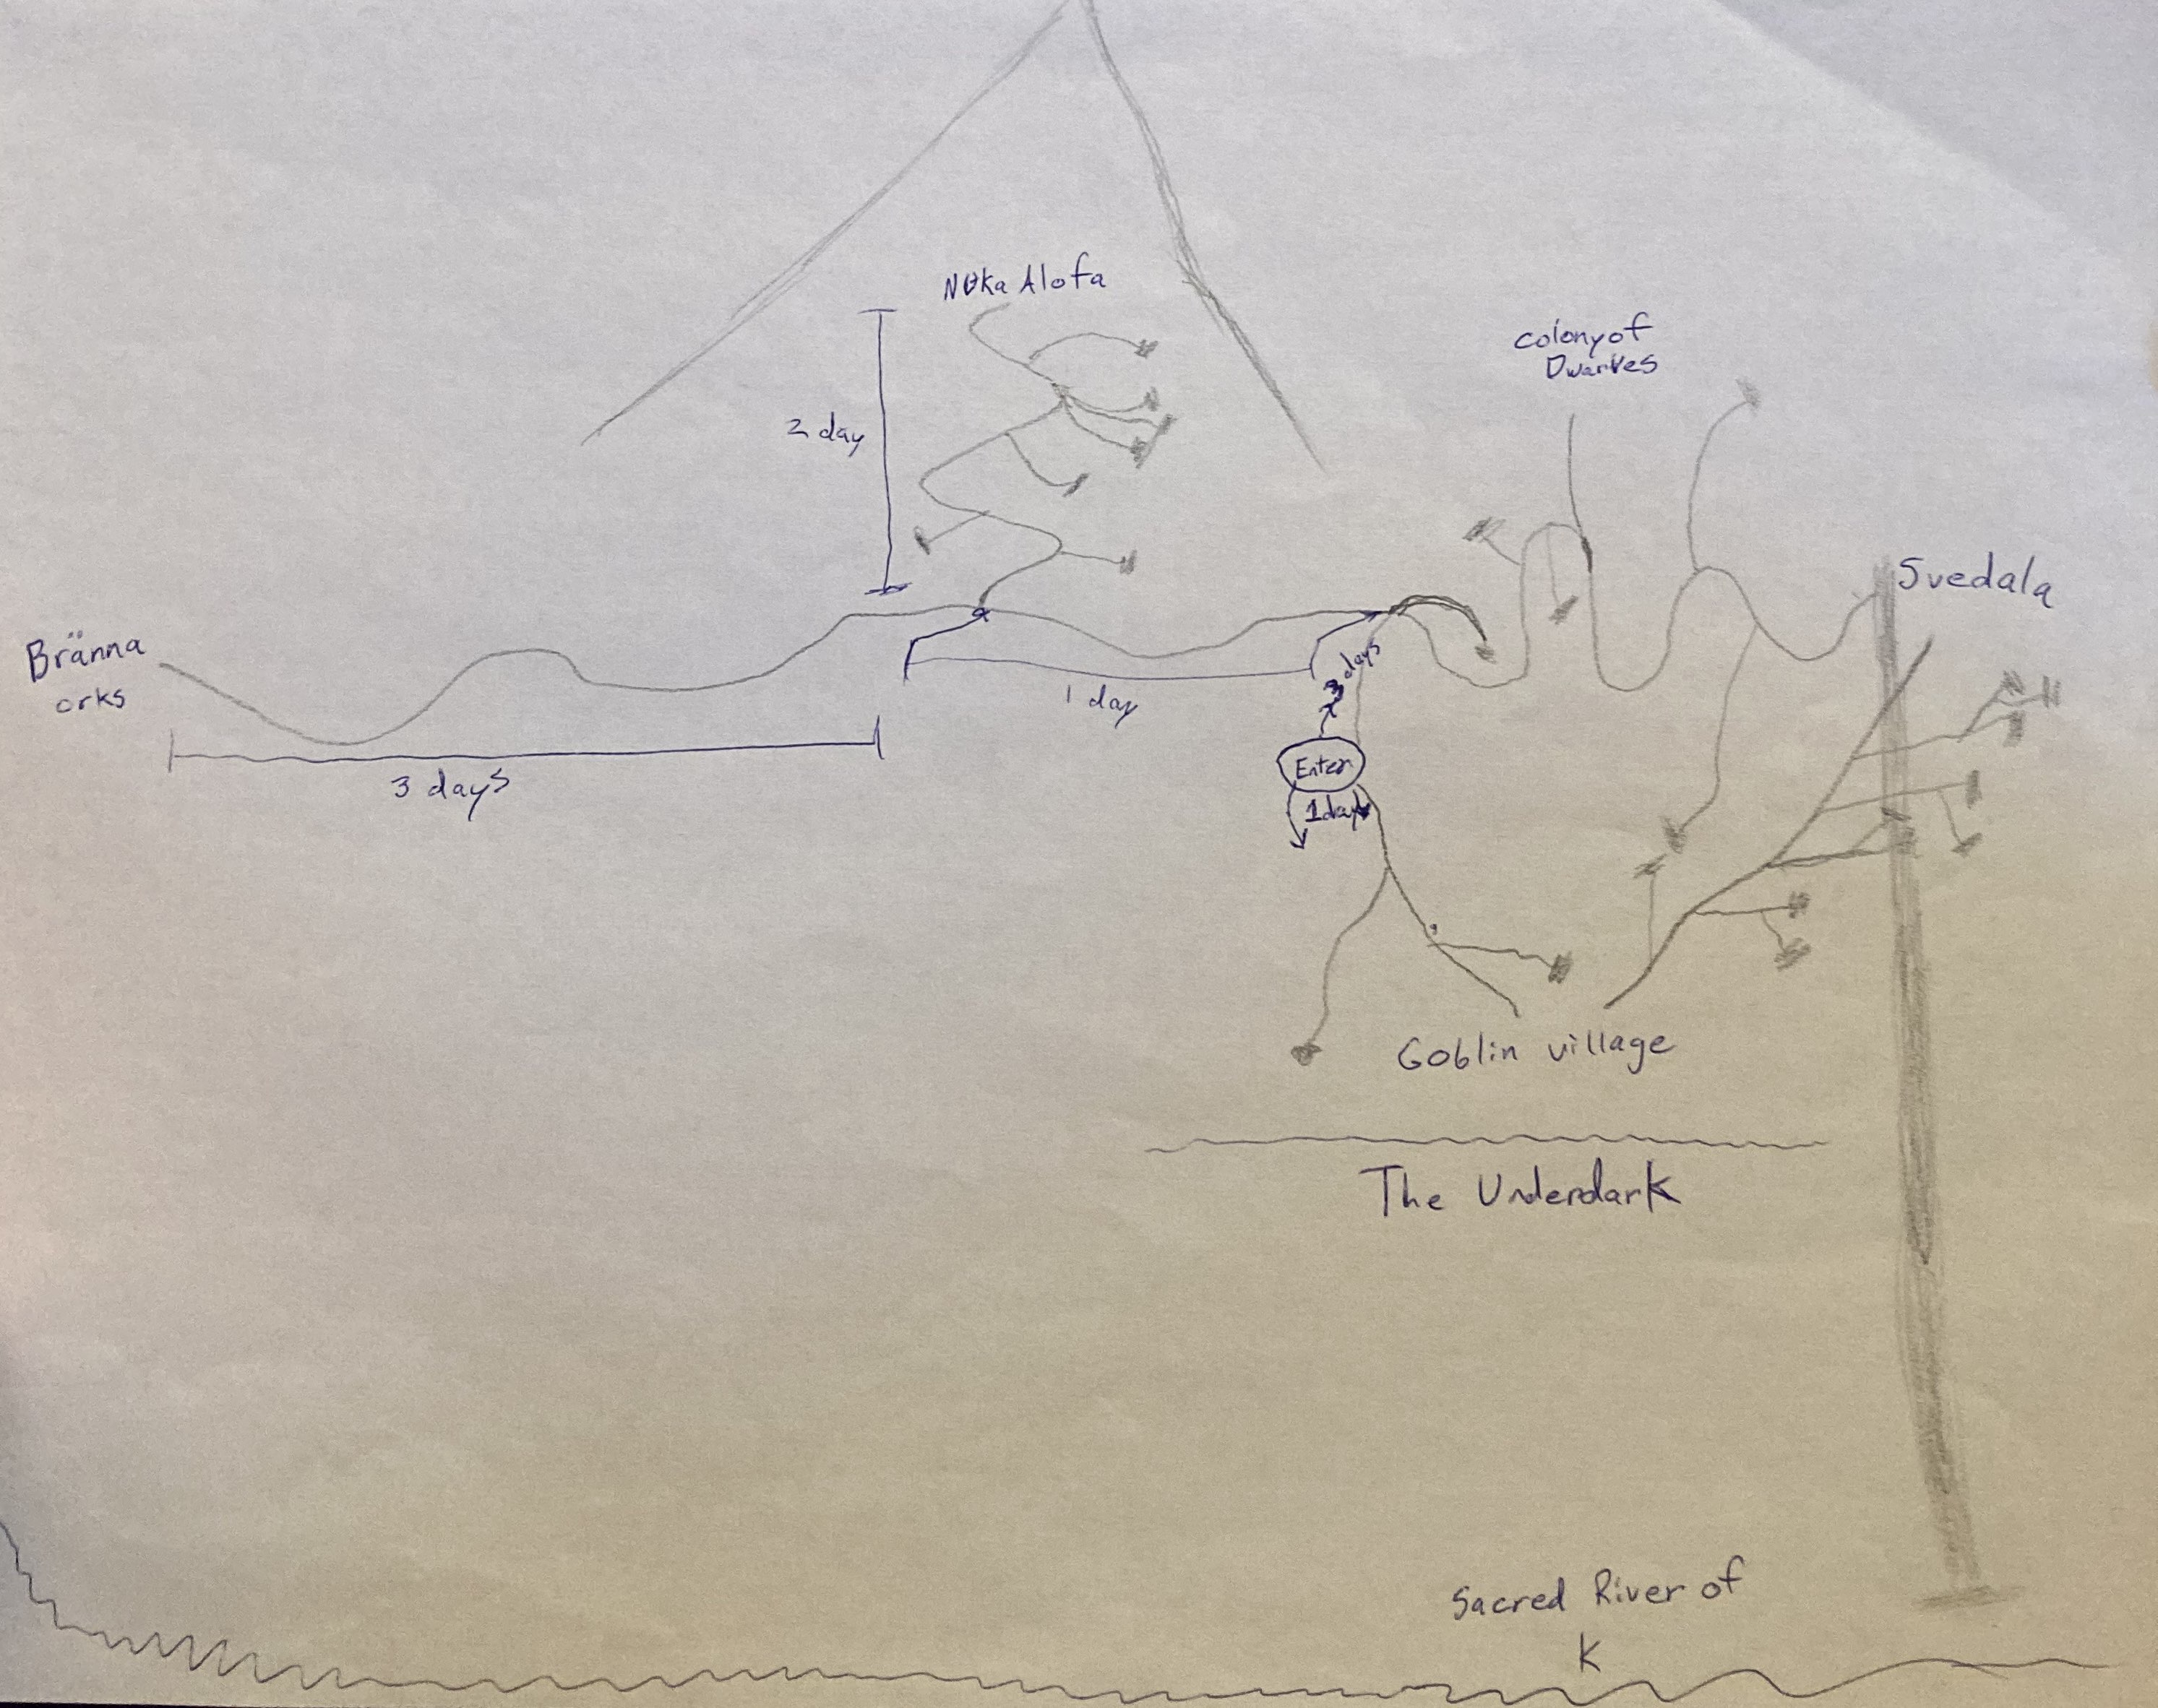 NUka Alofa
colony of
Dwarves
2 day
Svedala
Bränna
orks
3 days
1 day
3 days
Enter
1 day
Goblin village
The Underdark
Sacred River of
K